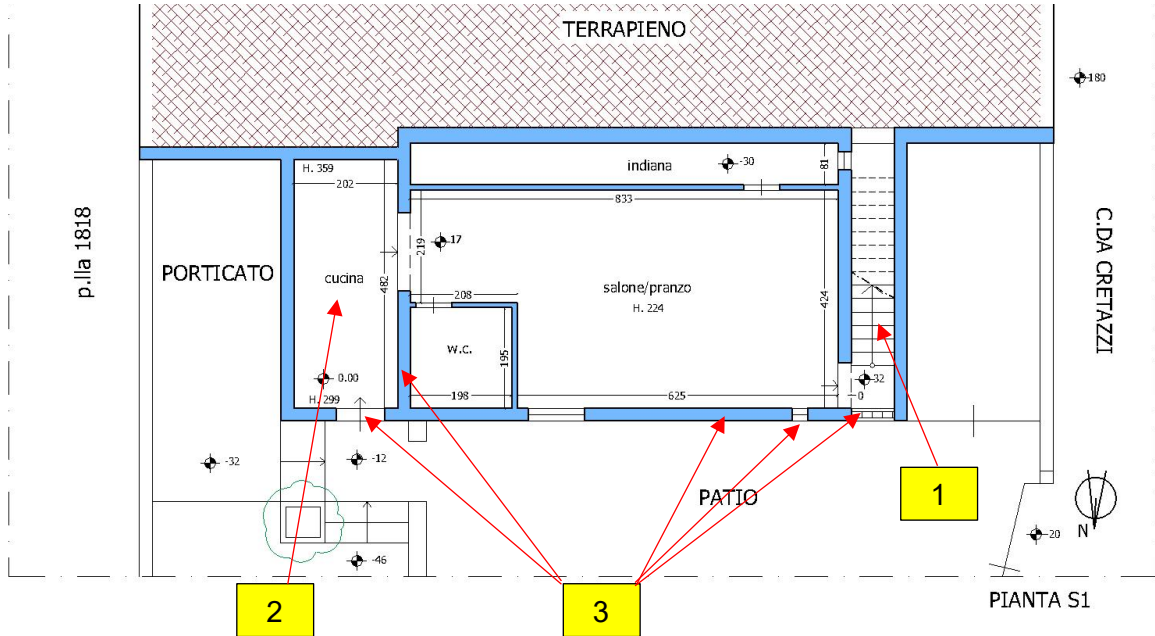 TERRAPIENO
180
indiana
-30
81
H. 359
202
833
p.lla 1818
PORTICATO
cucina
482
219
17
208
salone/pranzo
H. 224
424
C.DA CRETAZZI
w.c.
195
0.00
H. 299
198
625
0
32
-32
-12
PATIO
1
N
-20
-46
2
3
PIANTA S1